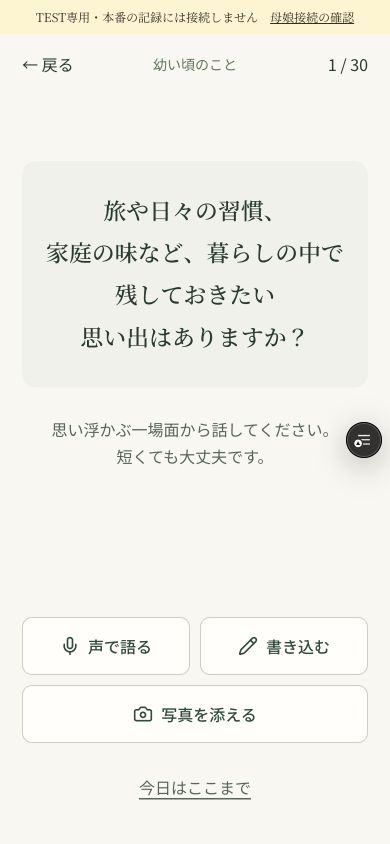 TEST専用・本番の記録には接続しません 母娘接続の確認
← 戻る 幼い頃のこと 1 / 30
旅や日々の習慣、
家庭の味など、暮らしの中で
残しておきたい
思い出はありますか？
思い浮かぶ一場面から話してください。
短くても大丈夫です。
声で語る 書き込む
写真を添える
今日はここまで